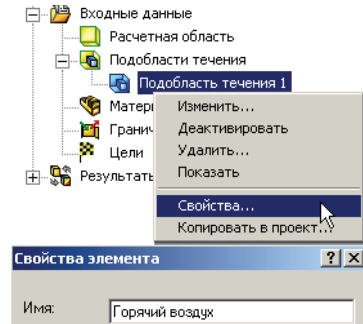 Входные данные
Расчетная область
Подобласти течения
Подобласть течения 1
Изменить...
Деактивировать
Цели
Удалить...
Показать
Свойства...
Копировать в проект...
Свойства элемента
Имя:
Горячий воздух